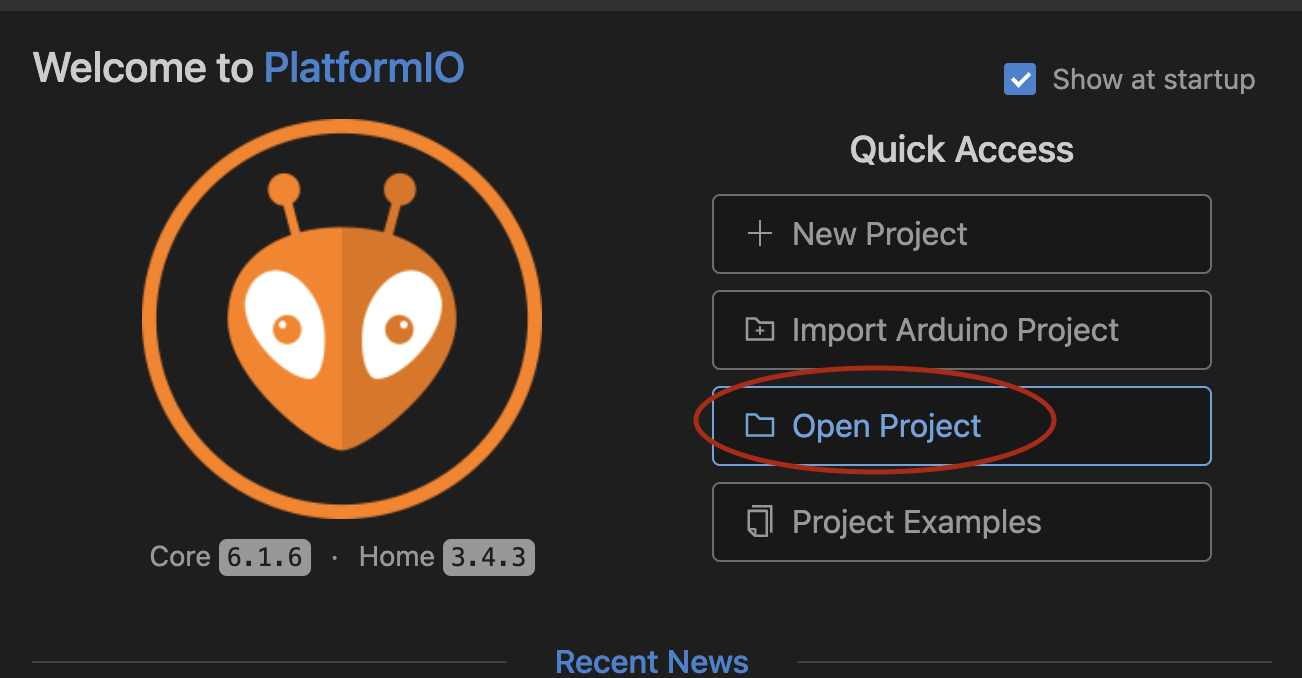 Welcome to PlatformIO
Show at startup
Quick Access
New Project
Import Arduino Project
Open Project
Project Examples
Core 6.1.6 · Home 3.4.3
Recent News